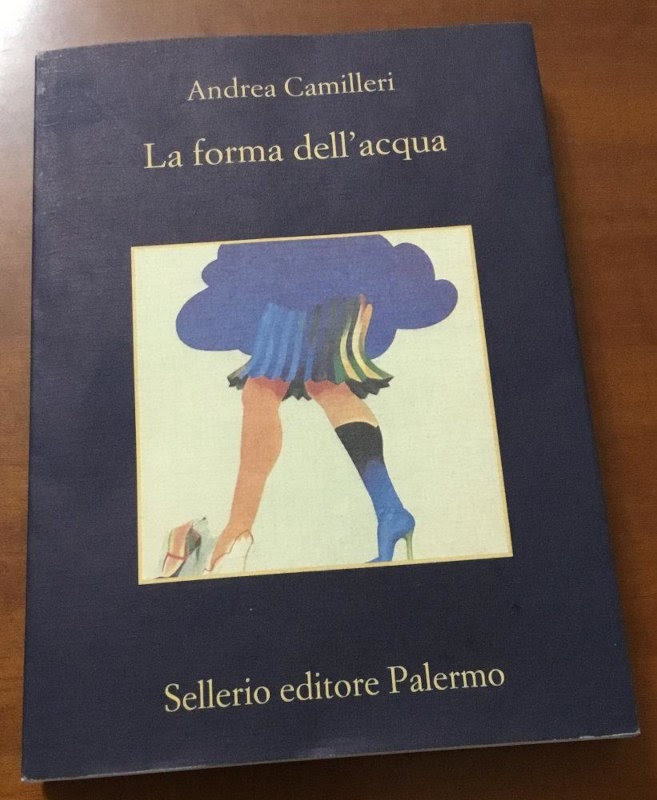 Andrea Camilleri
La forma dell'acqua
Sellerio editore Palermo